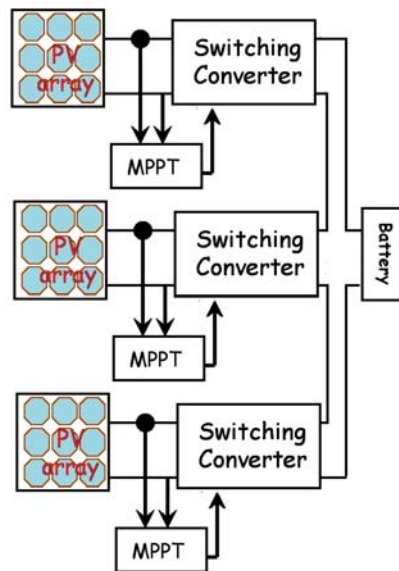 PV
array
Switching
Converter
MPPT
PV
array
Switching
Converter
MPPT
Battery
PV
array
Switching
Converter
MPPT